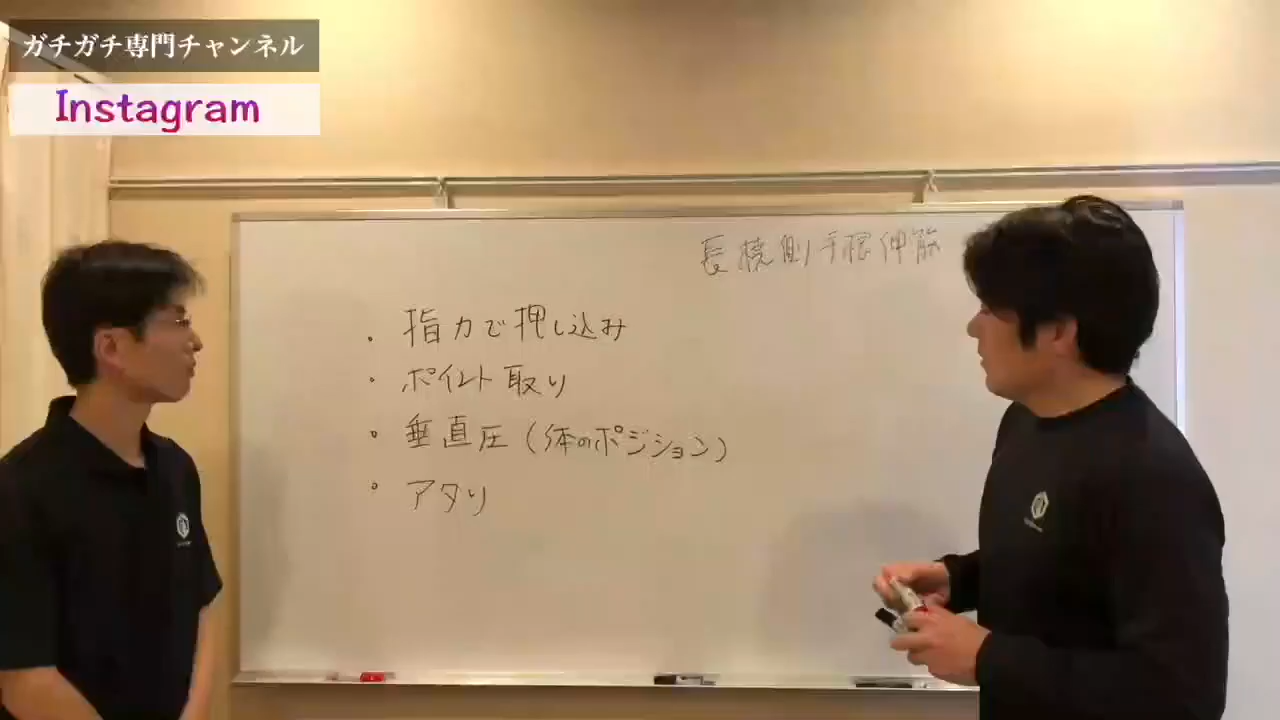 ガチガチ専門チャンネル
Instagram
長橈側手根伸筋
・指力で押し込み
・ポイント取り
・垂直圧(体のポジション)
・アタリ